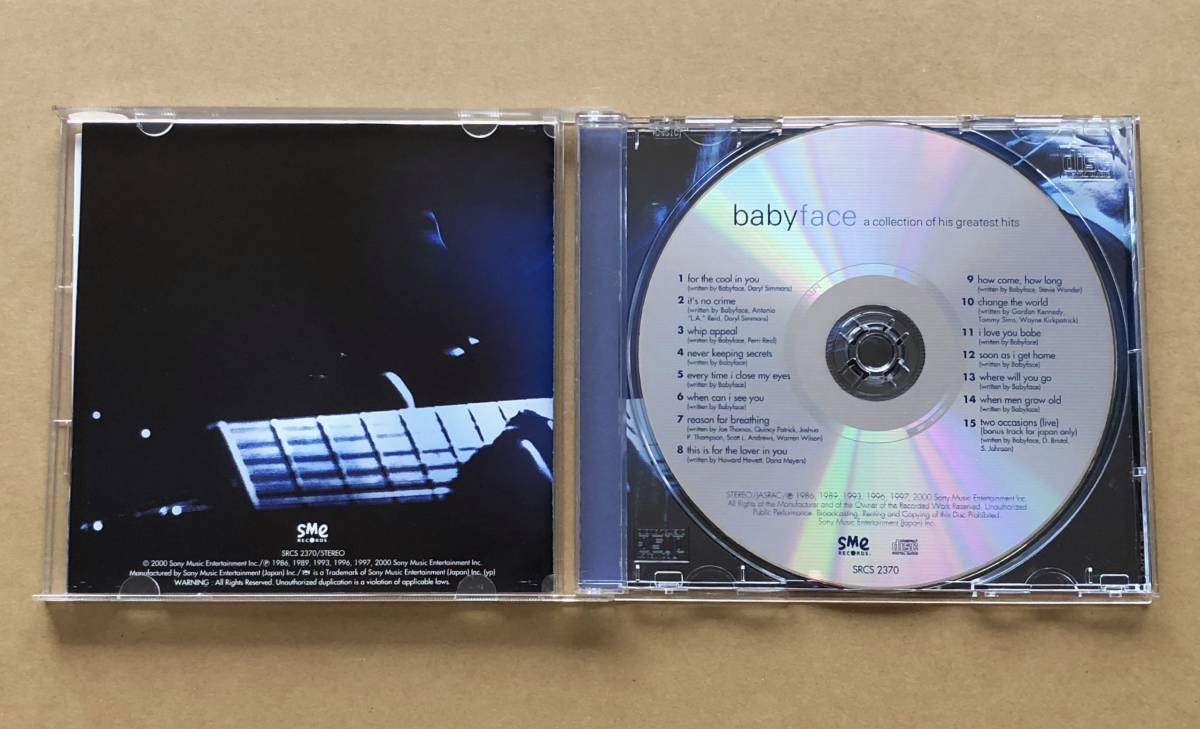 SMe
RECORDS
SRCS 2370/STEREO
© 2000 Sony Music Entertainment Inc./℗ 1986, 1989, 1993, 1996, 1997, 2000 Sony Music Entertainment Inc.
Manufactured by Sony Music Entertainment (Japan) Inc./ is a Trademark of Sony Music Entertainment (Japan) Inc. (yp)
WARNING : All Rights Reserved. Unauthorized duplication is a violation of applicable laws.
babyface a collection of his greatest hits
1 for the cool in you
(written by Babyface, Daryl Simmons)
2 it's no crime
(written by Babyface, Antonio
"L.A." Reid, Daryl Simmons)
3 whip appeal
(written by Babyface, Perri Reid)
4 never keeping secrets
(written by Babyface)
5 every time i close my eyes
(written by Babyface)
6 when can i see you
(written by Babyface)
7 reason for breathing
(written by Joe Thomas, Quincy Patrick, Joshua
P. Thompson, Scott L. Andrews, Warren Wilson)
8 this is for the lover in you
(written by Howard Hewett, Dana Meyers)
9 how come, how long
(written by Babyface, Stevie Wonder)
10 change the world
(written by Gordon Kennedy,
Tommy Sims, Wayne Kirkpatrick)
11 i love you babe
(written by Babyface)
12 soon as i get home
(written by Babyface)
13 where will you go
(written by Babyface)
14 when men grow old
(written by Babyface)
15 two occasions (live)
(bonus track for japan only)
(written by Babyface, D. Bristol,
S. Johnson)
STEREO/JASRAC/℗ 1986, 1989, 1993, 1996, 1997, 2000 Sony Music Entertainment Inc.
All Rights of the Manufacturer and of the Owner of the Recorded Work Reserved. Unauthorized
Public Performance. Broadcasting, Renting and Copying of this Disc Prohibited.
Sony Music Entertainment (Japan) Inc.
SMe
RECORDS
COMPACT
disc
DIGITAL AUDIO
SRCS 2370
disc